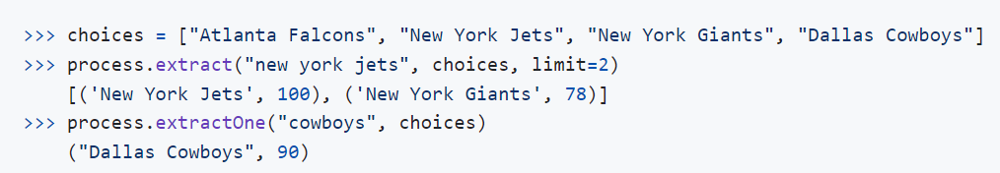 >>> choices = ["Atlanta Falcons", "New York Jets", "New York Giants", "Dallas Cowboys"]
>>> process.extract("new york jets", choices, limit=2)
    [('New York Jets', 100), ('New York Giants', 78)]
>>> process.extractOne("cowboys", choices)
    ("Dallas Cowboys", 90)